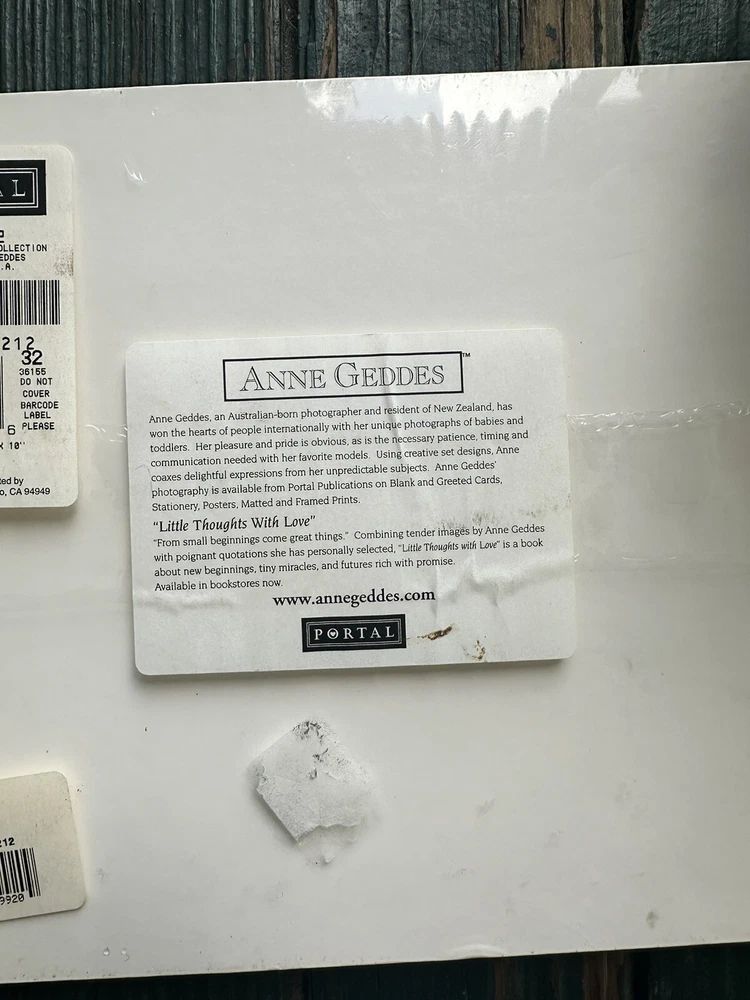 AL
OLLECTION
EDDES
.A.
212
32
36155
DO NOT
COVER
BARCODE
LABEL
PLEASE
6
X 10"
ted by
o, CA 94949
ANNE GEDDES™
Anne Geddes, an Australian-born photographer and resident of New Zealand, has
won the hearts of people internationally with her unique photographs of babies and
toddlers. Her pleasure and pride is obvious, as is the necessary patience, timing and
communication needed with her favorite models. Using creative set designs, Anne
coaxes delightful expressions from her unpredictable subjects. Anne Geddes'
photography is available from Portal Publications on Blank and Greeted Cards,
Stationery, Posters, Matted and Framed Prints.
"Little Thoughts With Love"
"From small beginnings come great things." Combining tender images by Anne Geddes
with poignant quotations she has personally selected, "Little Thoughts with Love" is a book
about new beginnings, tiny miracles, and futures rich with promise.
Available in bookstores now.
www.annegeddes.com
PORTAL
212
9920